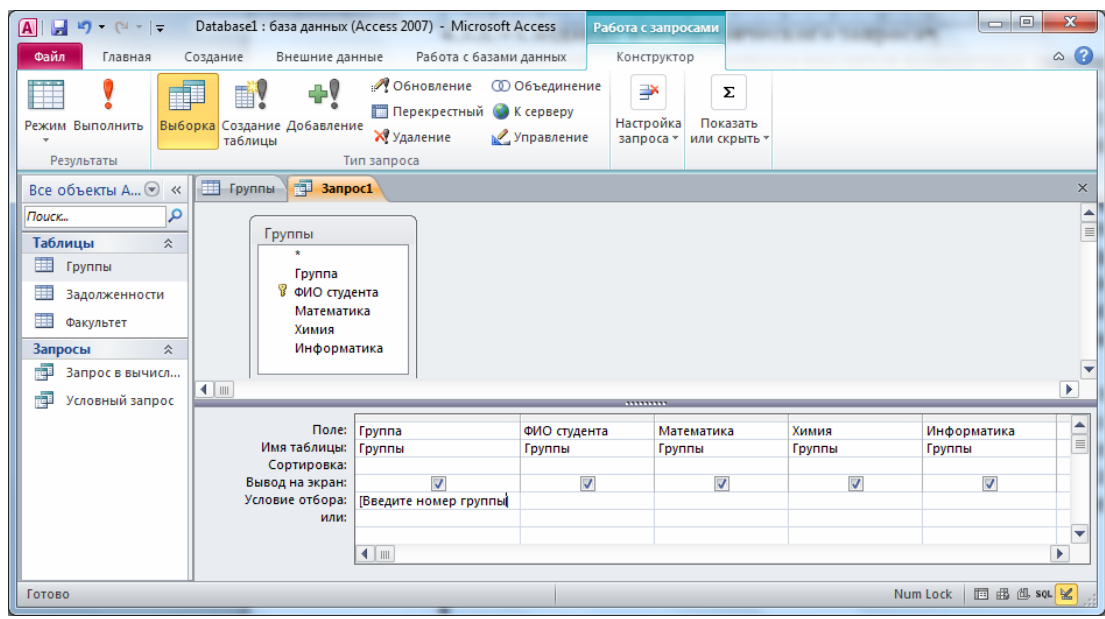 Database1 : база данных (Access 2007) - Microsoft Access
Работа с запросами
Файл Главная Создание Внешние данные Работа с базами данных Конструктор
Режим Выполнить Выборка Создание таблицы Добавление
Обновление Объединение
Перекрестный К серверу
Удаление Управление
Настройка запроса
Показать или скрыть
Результаты Тип запроса
Все объекты A... «
Поиск...
Таблицы
Группы
Задолженности
Факультет
Запросы
Запрос в вычисл...
Условный запрос
Группы Запрос1
Группы
*
Группа
ФИО студента
Математика
Химия
Информатика
Поле: Группа ФИО студента Математика Химия Информатика
Имя таблицы: Группы Группы Группы Группы Группы
Сортировка:
Вывод на экран:
Условие отбора: [Введите номер группы
или:
Готово Num Lock SQL